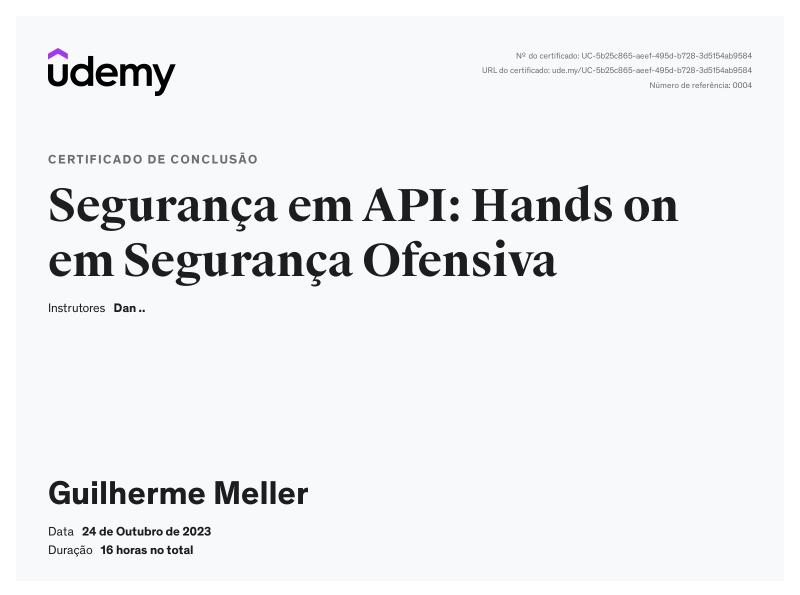 udemy
Nº do certificado: UC-5b25c865-aeef-495d-b728-3d5f54ab9584
URL do certificado: ude.my/UC-5b25c865-aeef-495d-b728-3d5f54ab9584
Número de referência: 0004
CERTIFICADO DE CONCLUSÃO
Segurança em API: Hands on
em Segurança Ofensiva
Instrutores Dan ..
Guilherme Meller
Data 24 de Outubro de 2023
Duração 16 horas no total